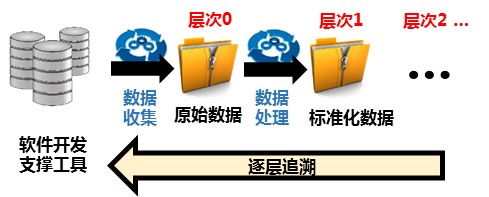 层次0
层次1
层次2 ...
数据
收集
原始数据
数据
处理
标准化数据
...
软件开发
支撑工具
逐层追溯